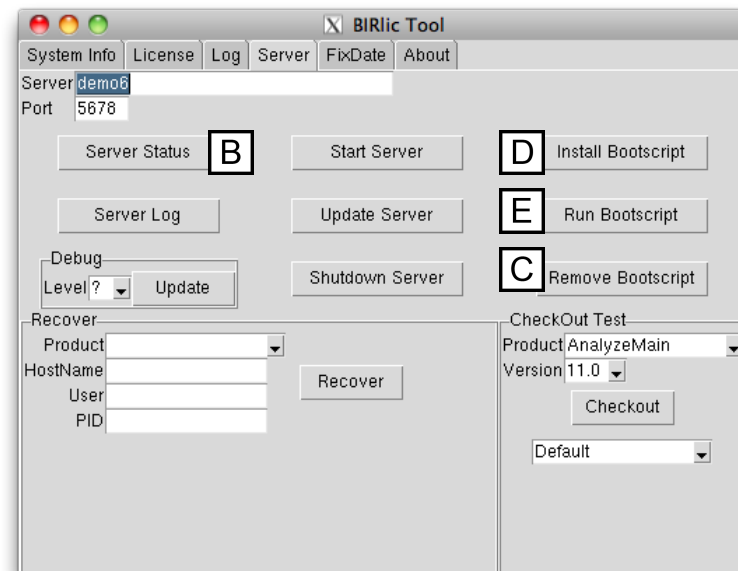 X BIRlic Tool
System Info License Log Server FixDate About
Server demo6
Port 5678
Server Status B Start Server D Install Bootscript
Server Log Update Server E Run Bootscript
Debug
Level ? Update Shutdown Server C Remove Bootscript
Recover CheckOut Test
Product Product AnalyzeMain
HostName Version 11.0
User Recover Checkout
PID
Default